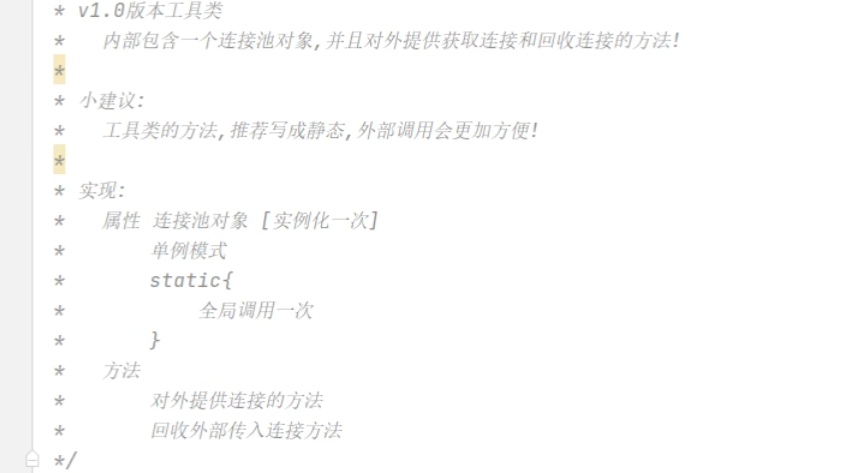 * v1.0版本工具类
*   内部包含一个连接池对象,并且对外提供获取连接和回收连接的方法!
*
* 小建议:
*   工具类的方法,推荐写成静态,外部调用会更加方便!
*
* 实现:
*   属性 连接池对象 [实例化一次]
*       单例模式
*       static{
*           全局调用一次
*       }
*   方法
*       对外提供连接的方法
*       回收外部传入连接方法
*/